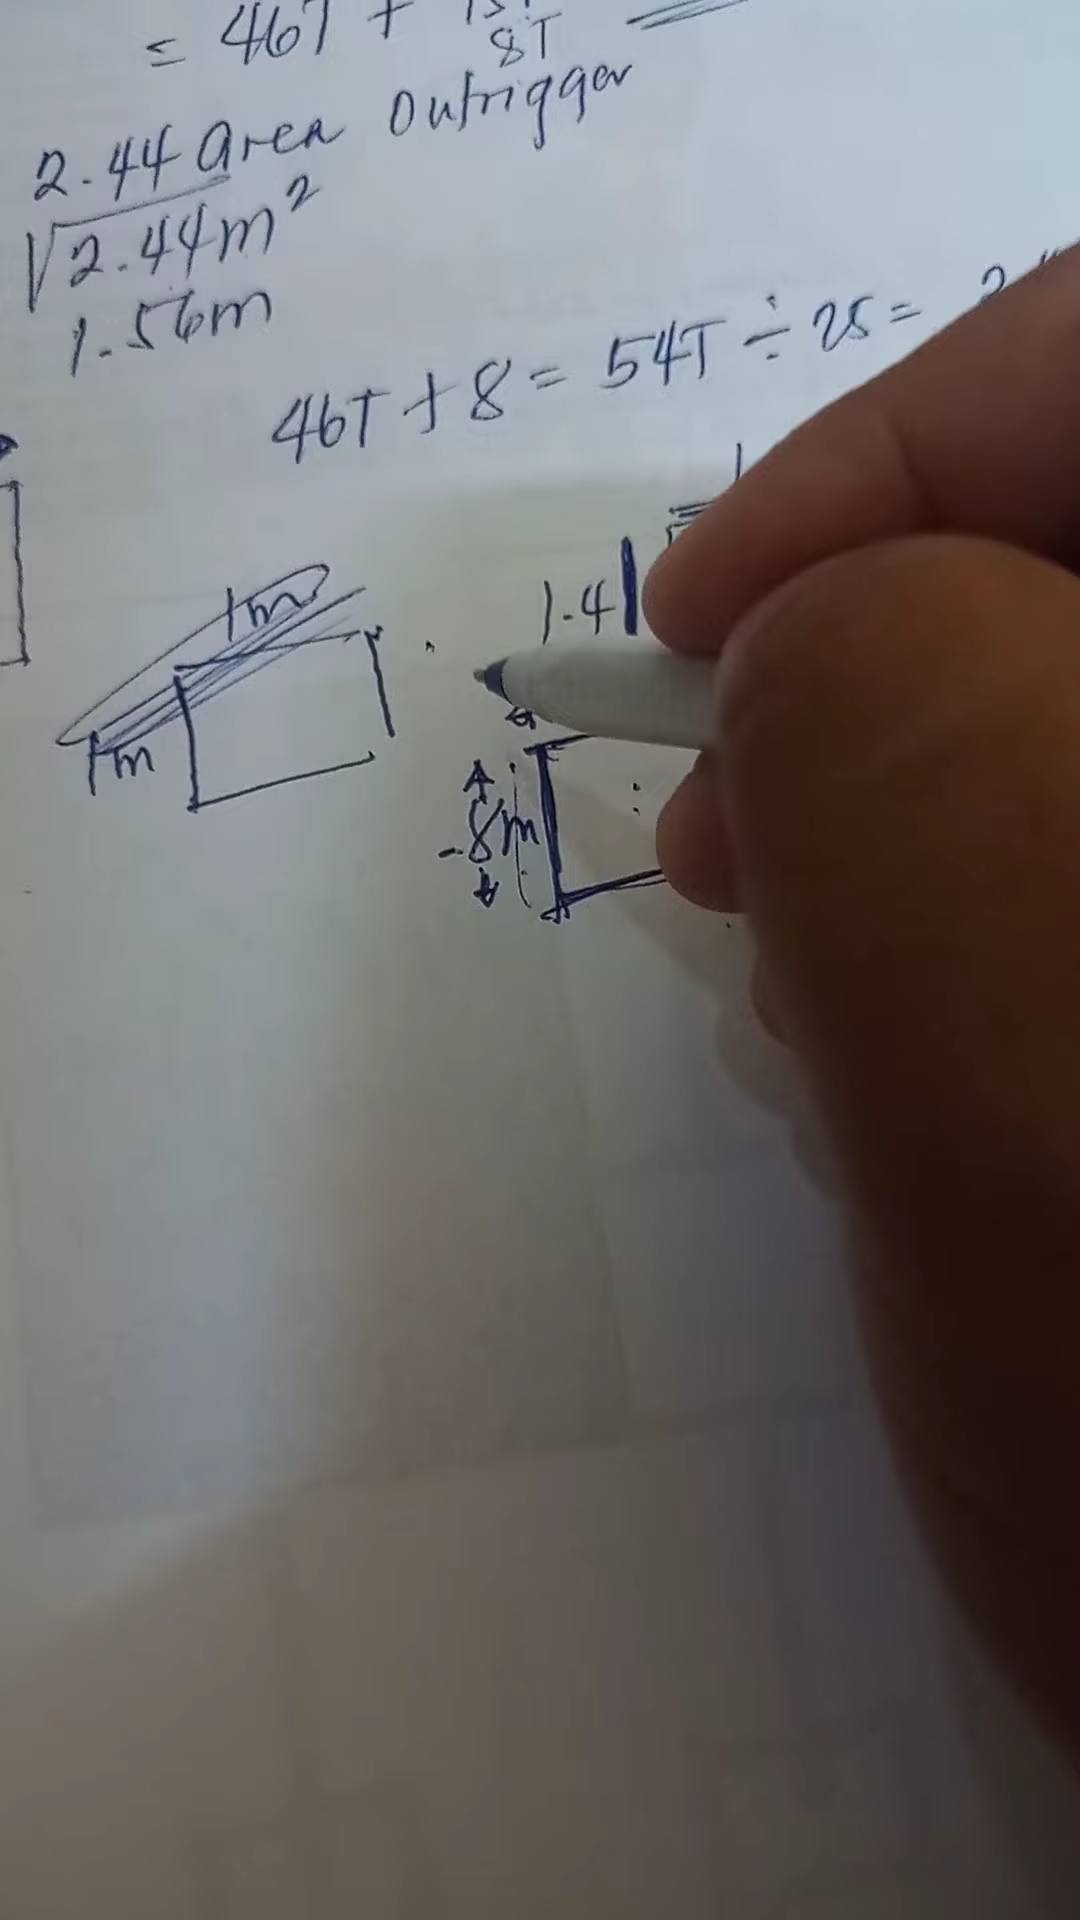 = 46T +
8T
2.44 Area Outrigger
√2.44m²
1.56m
46T + 8 = 54T ÷ 25 =
1m
1.4
1m
.8m